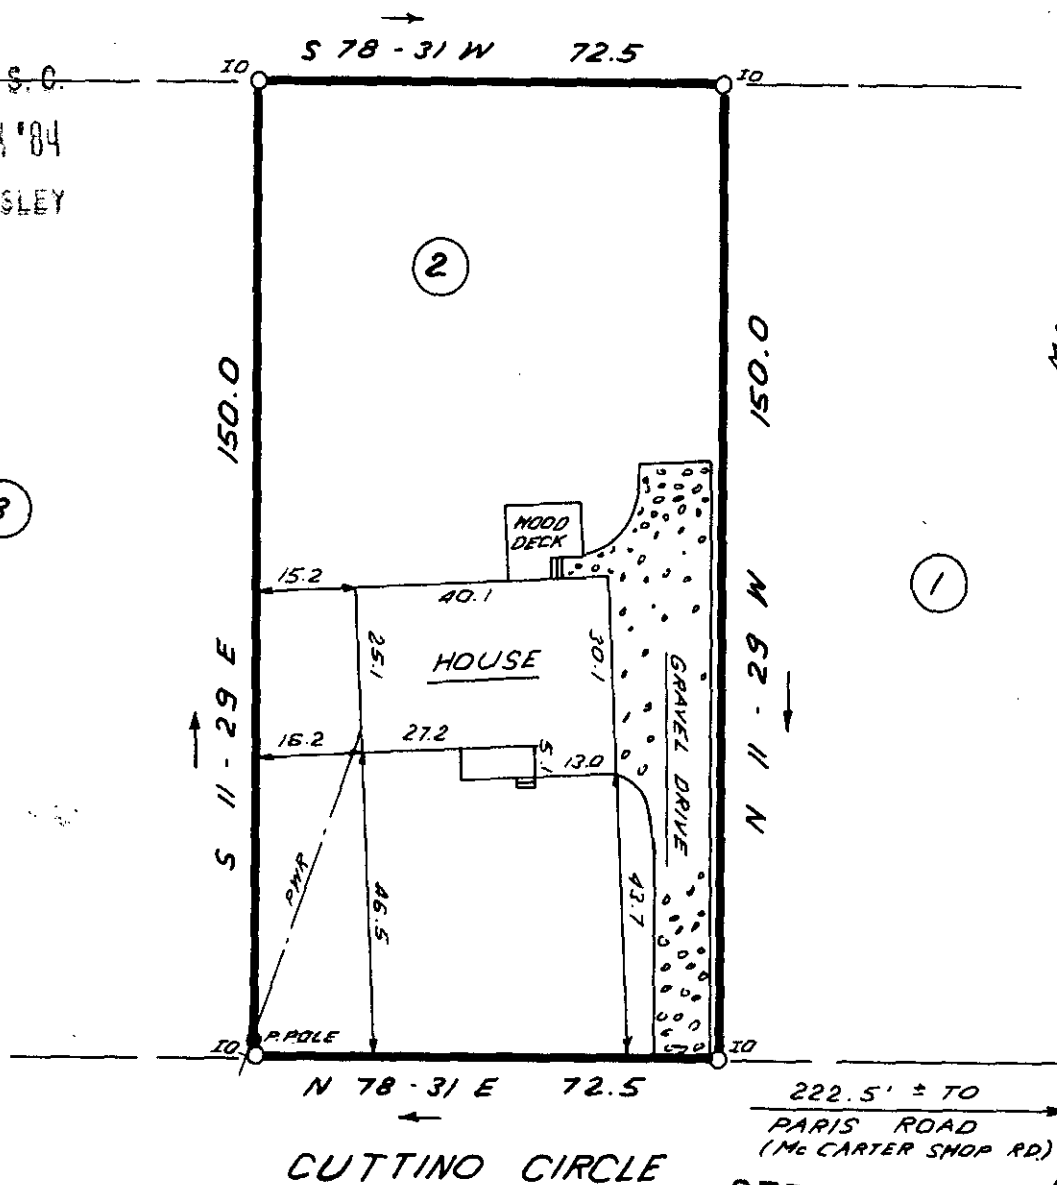 S 78-31 W 72.5
IO
IO
S. C.
'84
SLEY
2
150.0
150.0
3
WOOD
DECK
15.2
40.1
1
25.1
HOUSE
30.1
GRAVEL DRIVE
S 11-29 E
N 11-29 W
16.2
27.2
5.1
13.0
PWR
46.5
43.7
P.POLE
IO
IO
N 78-31 E 72.5
222.5' ± TO
PARIS ROAD
(Mc CARTER SHOP RD.)
CUTTINO CIRCLE